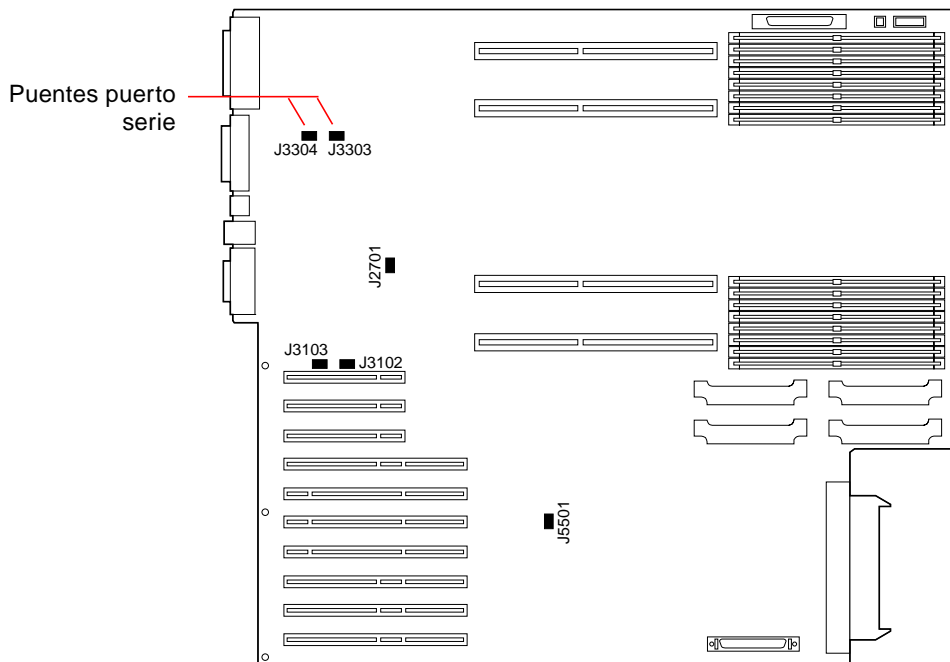 Puentes puerto
serie
J3304
J3303
J2701
J3103
J3102
J5501